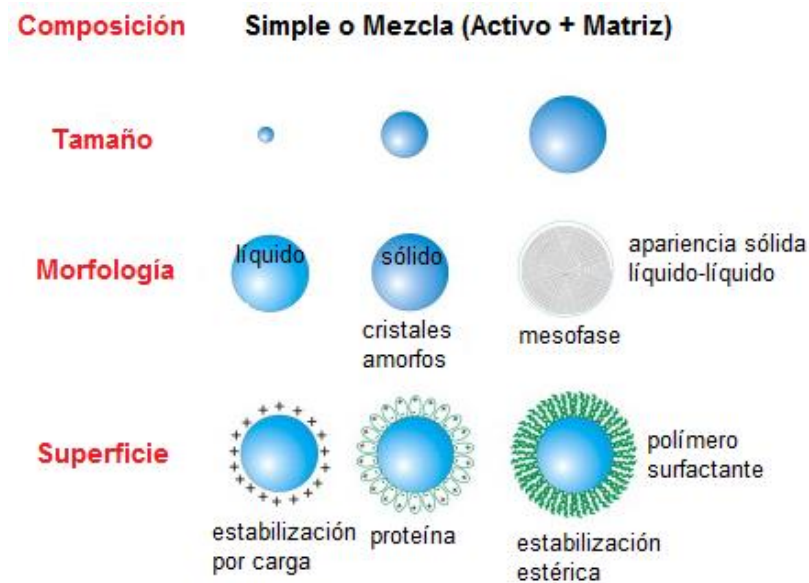 Composición Simple o Mezcla (Activo + Matriz)
Tamaño
Morfología
líquido
sólido
cristales
amorfos
mesofase
apariencia sólida
líquido-líquido
Superficie
estabilización
por carga
proteína
polímero
surfactante
estabilización
estérica